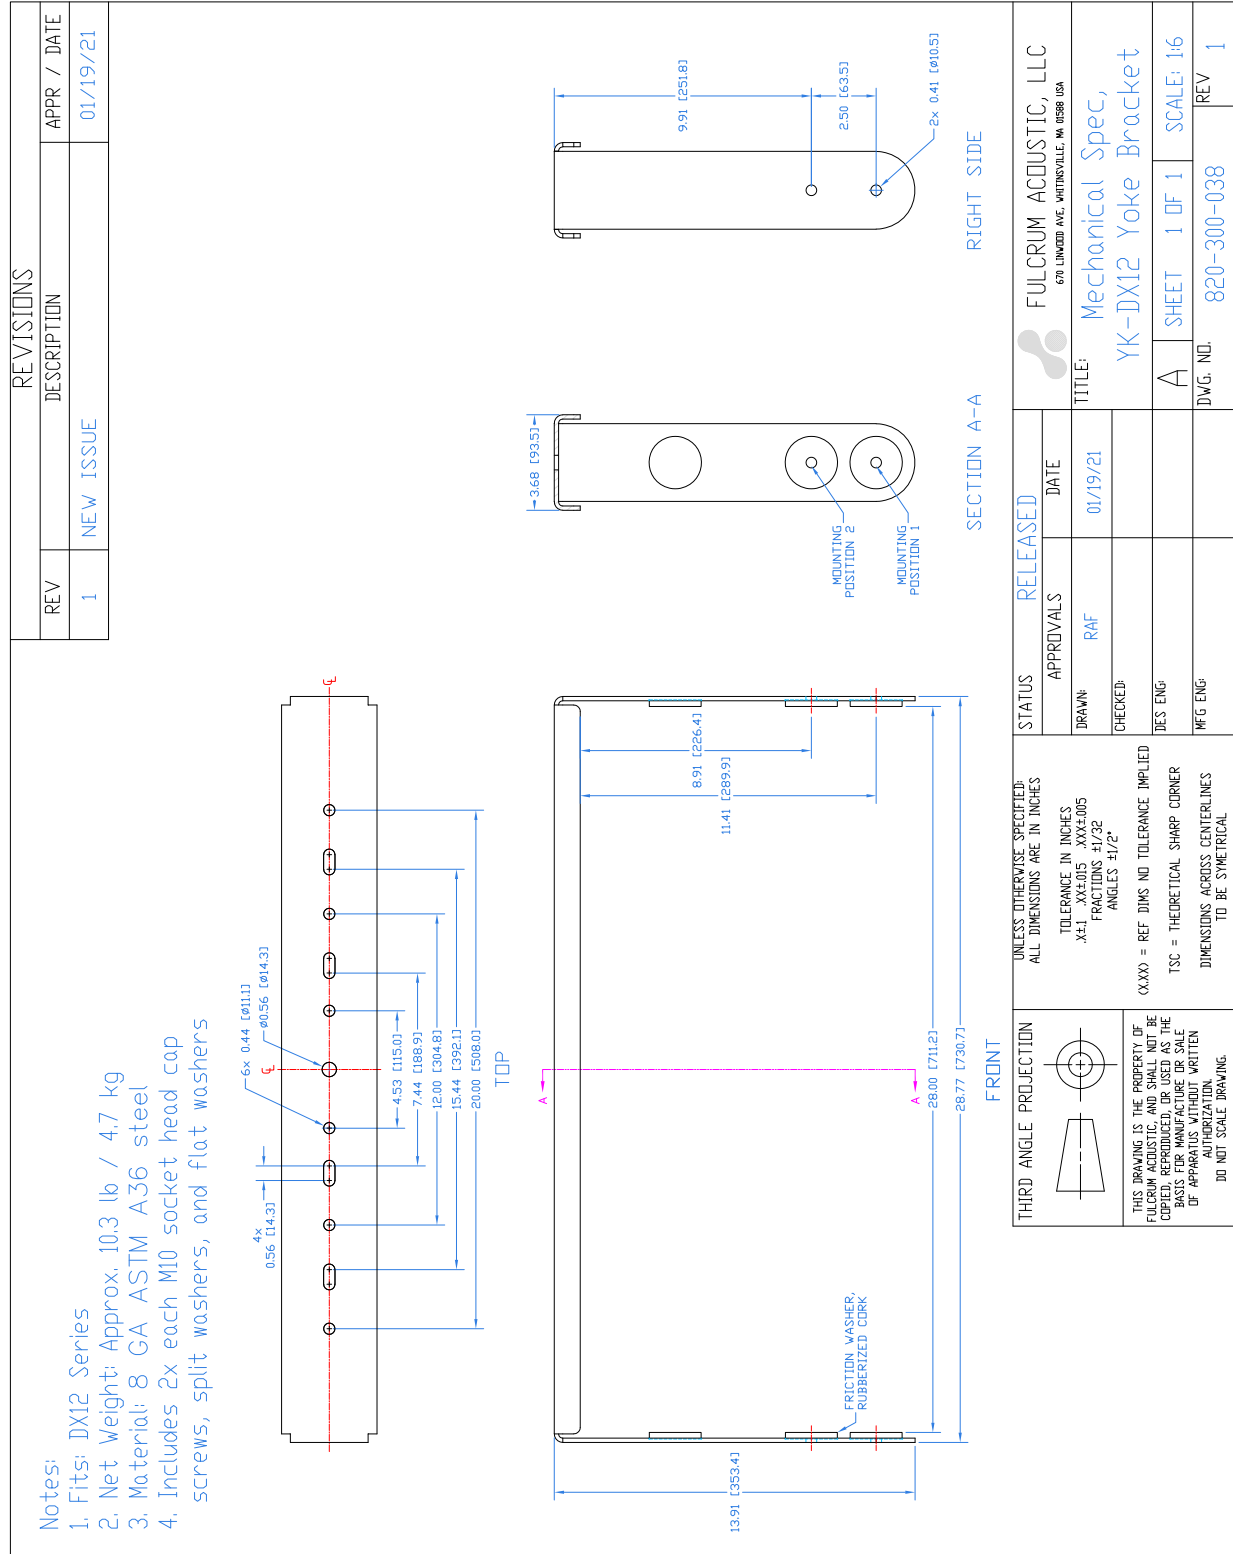 Notes:
1. Fits: DX12 Series
2. Net Weight: Approx. 10.3 lb / 4.7 kg
3. Material: 8 GA ASTM A36 steel
4. Includes 2x each M10 socket head cap
screws, split washers, and flat washers
REVISIONS
REV DESCRIPTION APPR / DATE
1 NEW ISSUE 01/19/21
4x
0.56 [14.3]
6x 0.44 [Ø11.1]
Ø0.56 [Ø14.3]
4.53 [115.0]
7.44 [188.9]
12.00 [304.8]
15.44 [392.1]
20.00 [508.0]
TOP
A
A
13.91 [353.4]
FRICTION WASHER,
RUBBERIZED CORK
8.91 [226.4]
11.41 [289.9]
28.00 [711.2]
28.77 [730.7]
FRONT
3.68 [93.5]
MOUNTING
POSITION 2
MOUNTING
POSITION 1
SECTION A-A
9.91 [251.8]
2.50 [63.5]
2x 0.41 [Ø10.5]
RIGHT SIDE
THIRD ANGLE PROJECTION
THIS DRAWING IS THE PROPERTY OF
FULCRUM ACOUSTIC, AND SHALL NOT BE
COPIED, REPRODUCED, OR USED AS THE
BASIS FOR MANUFACTURE OR SALE
OF APPARATUS WITHOUT WRITTEN
AUTHORIZATION.
DO NOT SCALE DRAWING.
UNLESS OTHERWISE SPECIFIED:
ALL DIMENSIONS ARE IN INCHES
TOLERANCE IN INCHES
.X±.1 .XX±.015 .XXX±.005
FRACTIONS ±1/32
ANGLES ±1/2°
(X.XX) = REF DIMS NO TOLERANCE IMPLIED
TSC = THEORETICAL SHARP CORNER
DIMENSIONS ACROSS CENTERLINES
TO BE SYMETRICAL
STATUS RELEASED
APPROVALS DATE
DRAWN: RAF 01/19/21
CHECKED:
DES ENG:
MFG ENG:
FULCRUM ACOUSTIC, LLC
670 LINWOOD AVE, WHITINSVILLE, MA 01588 USA
TITLE: Mechanical Spec,
YK-DX12 Yoke Bracket
A SHEET 1 OF 1 SCALE: 1:6
DWG. NO. 820-300-038 REV 1